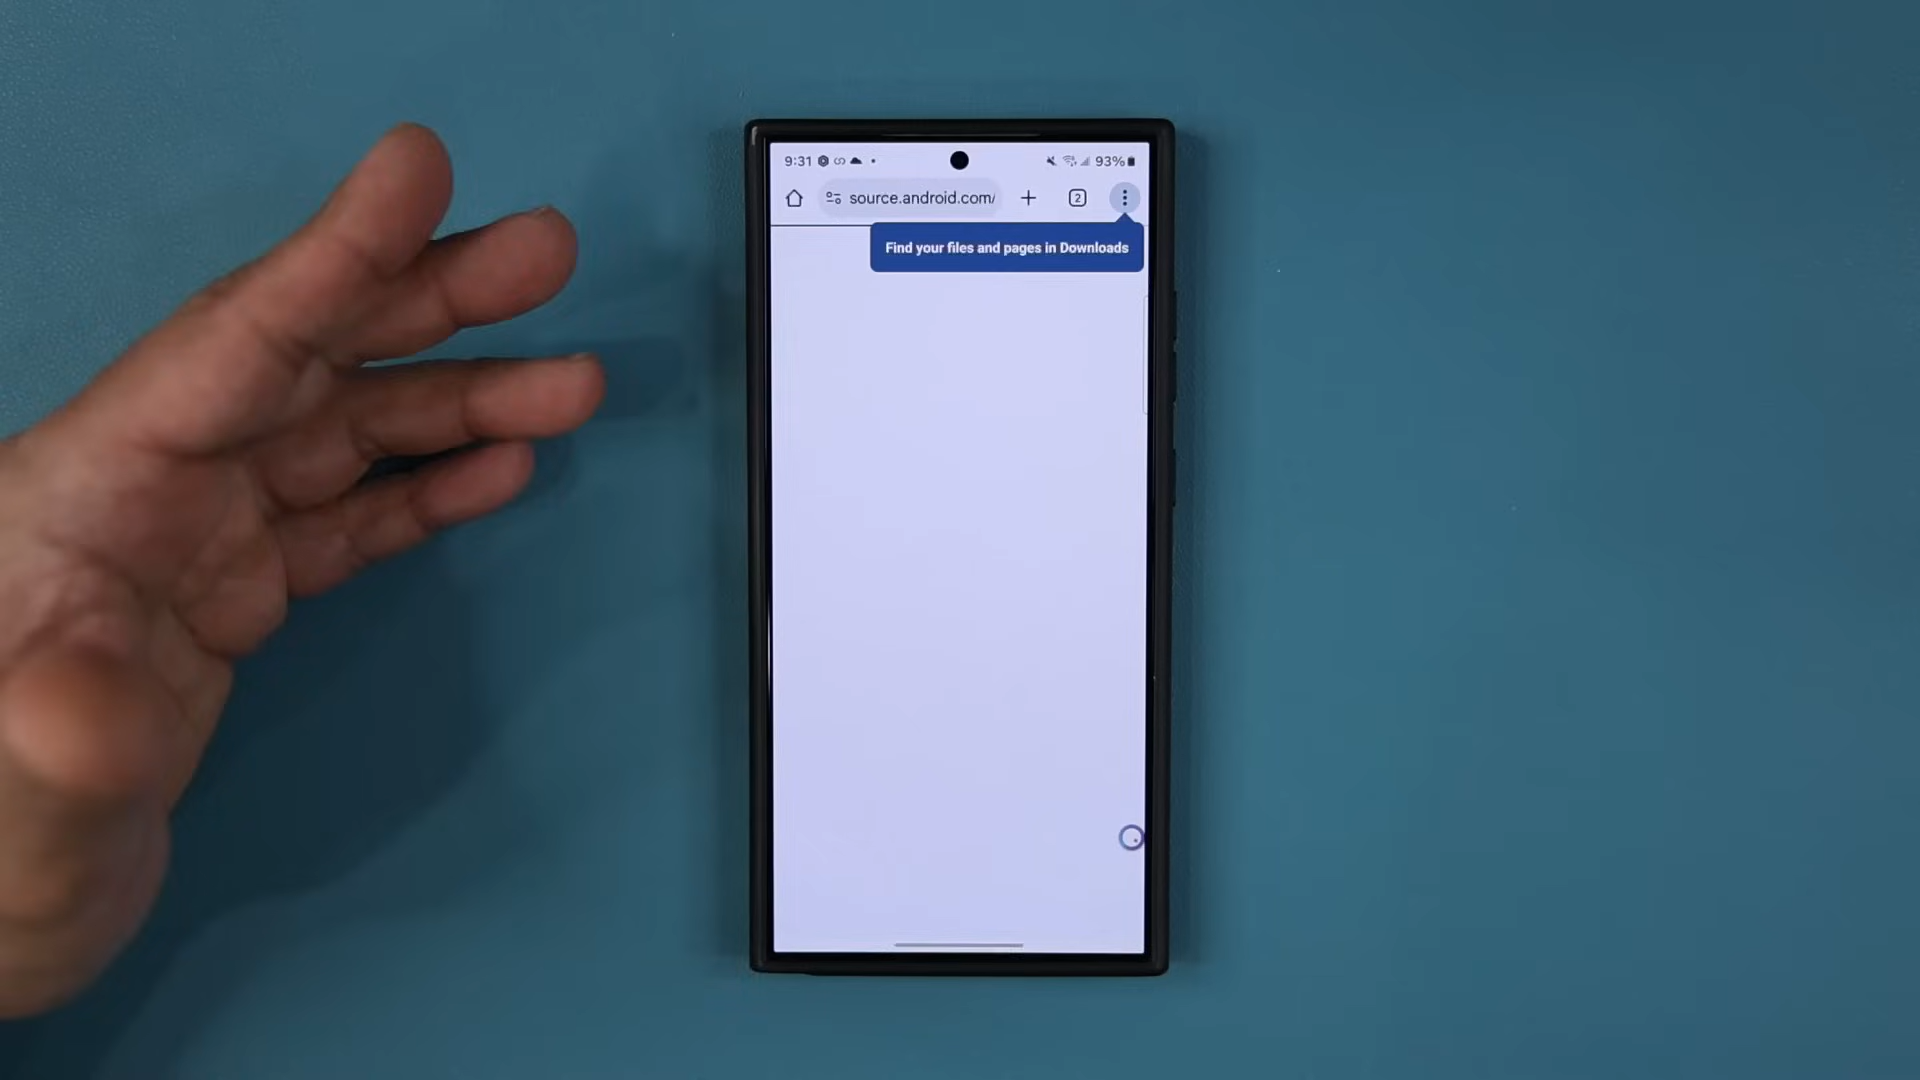 9:31 93%
source.android.com/ 2
Find your files and pages in Downloads